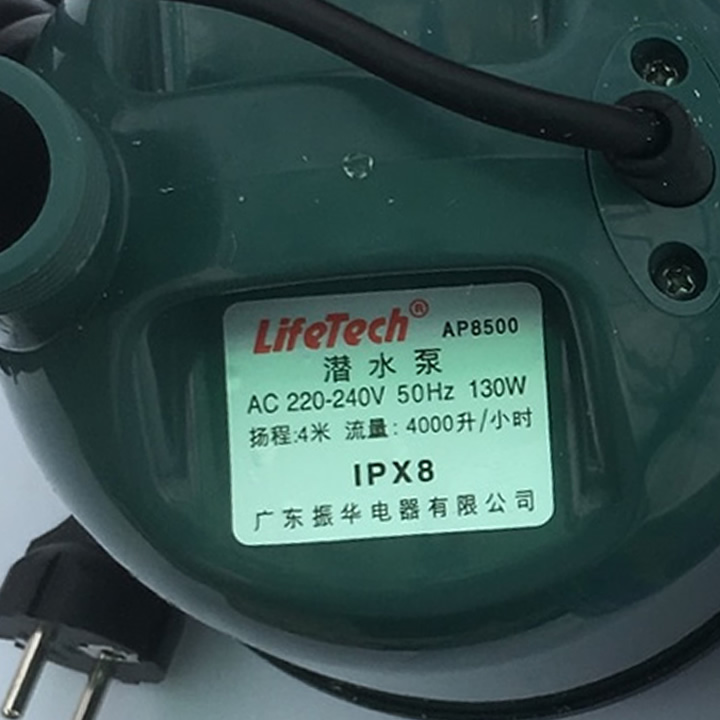 LifeTech® AP8500
潜水泵
AC 220-240V 50Hz 130W
扬程:4米 流量: 4000升/小时
IPX8
广东振华电器有限公司